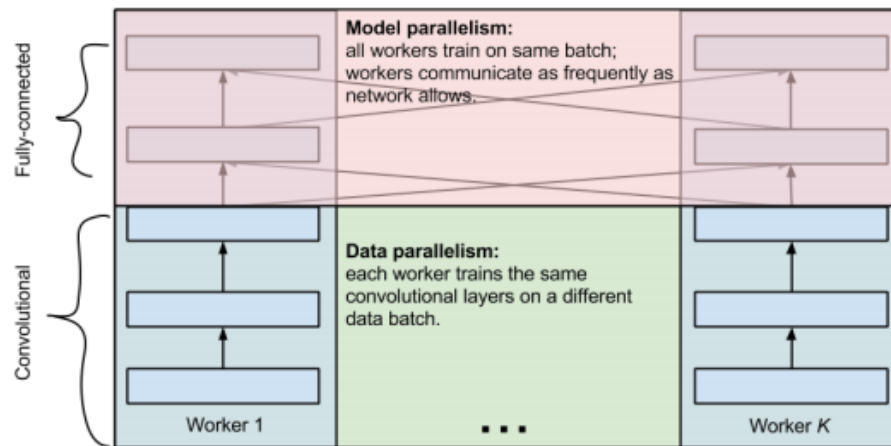 Model parallelism:
all workers train on same batch;
workers communicate as frequently as
network allows.
Fully-connected
Data parallelism:
each worker trains the same
convolutional layers on a different
data batch.
Convolutional
Worker 1
...
Worker K